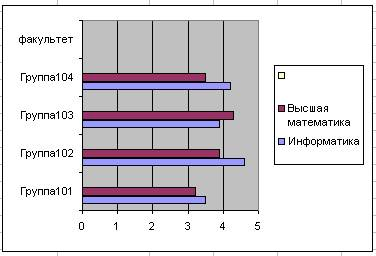 факультет
Группа104
Группа103
Группа102
Группа101
0 1 2 3 4 5
Высшая
математика
Информатика